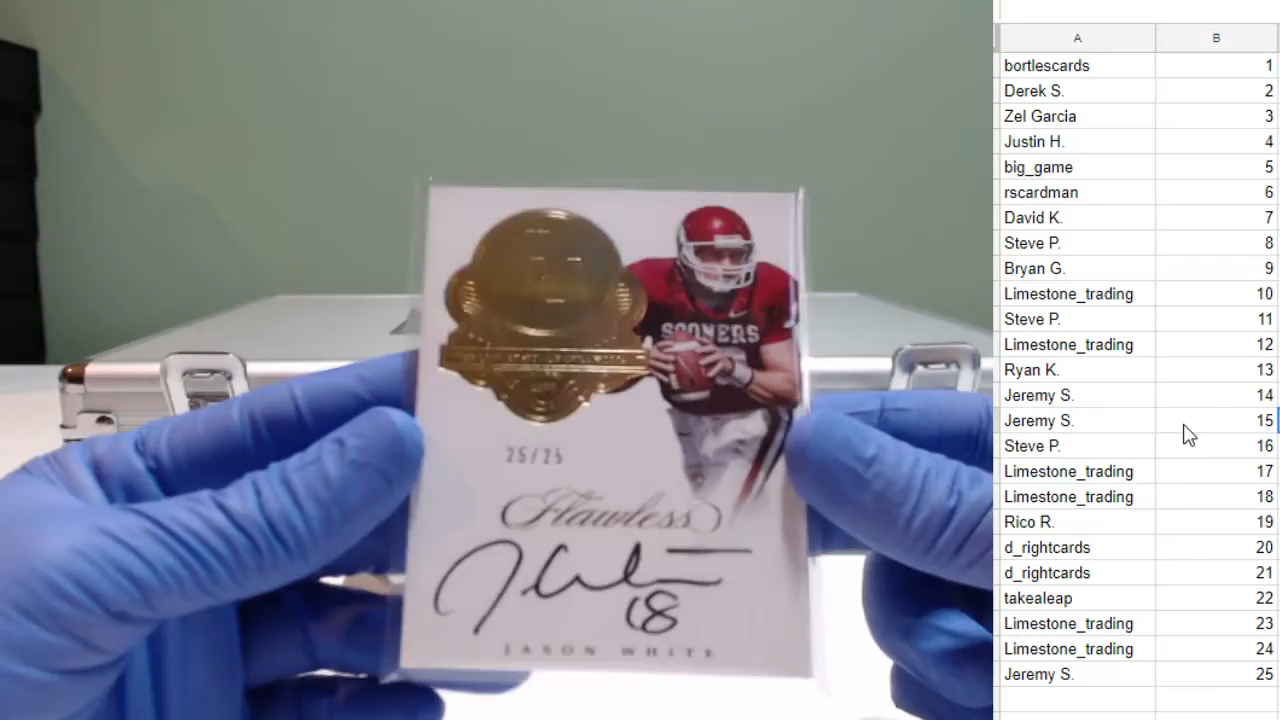 SOONERS
25/25
Flawless
18
JASON WHITE
A B
bortlescards 1
Derek S. 2
Zel Garcia 3
Justin H. 4
big_game 5
rscardman 6
David K. 7
Steve P. 8
Bryan G. 9
Limestone_trading 10
Steve P. 11
Limestone_trading 12
Ryan K. 13
Jeremy S. 14
Jeremy S. 15
Steve P. 16
Limestone_trading 17
Limestone_trading 18
Rico R. 19
d_rightcards 20
d_rightcards 21
takealeap 22
Limestone_trading 23
Limestone_trading 24
Jeremy S. 25